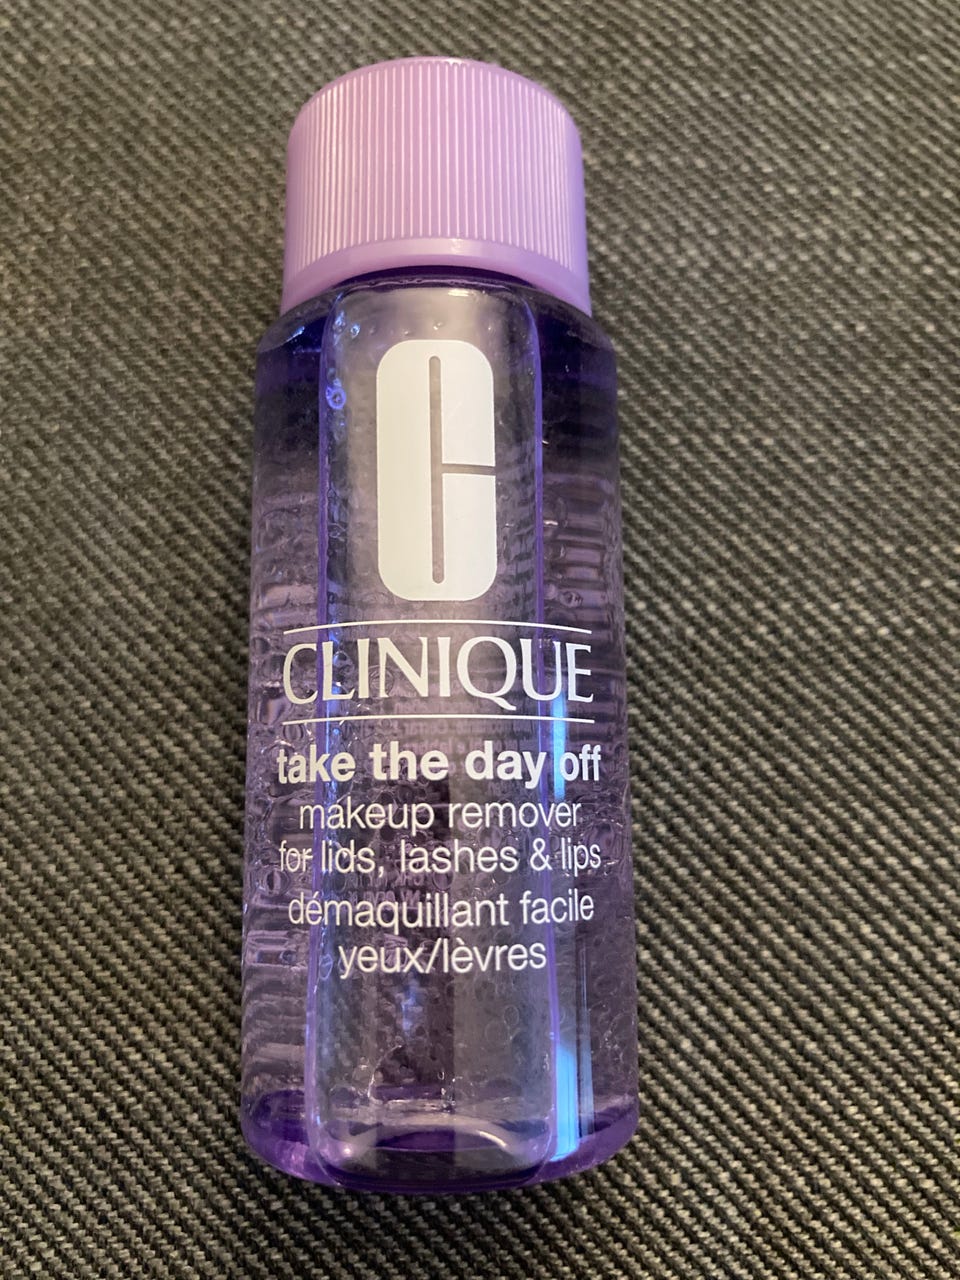 C
CLINIQUE
take the day off
makeup remover
for lids, lashes & lips
démaquillant facile
yeux/lèvres